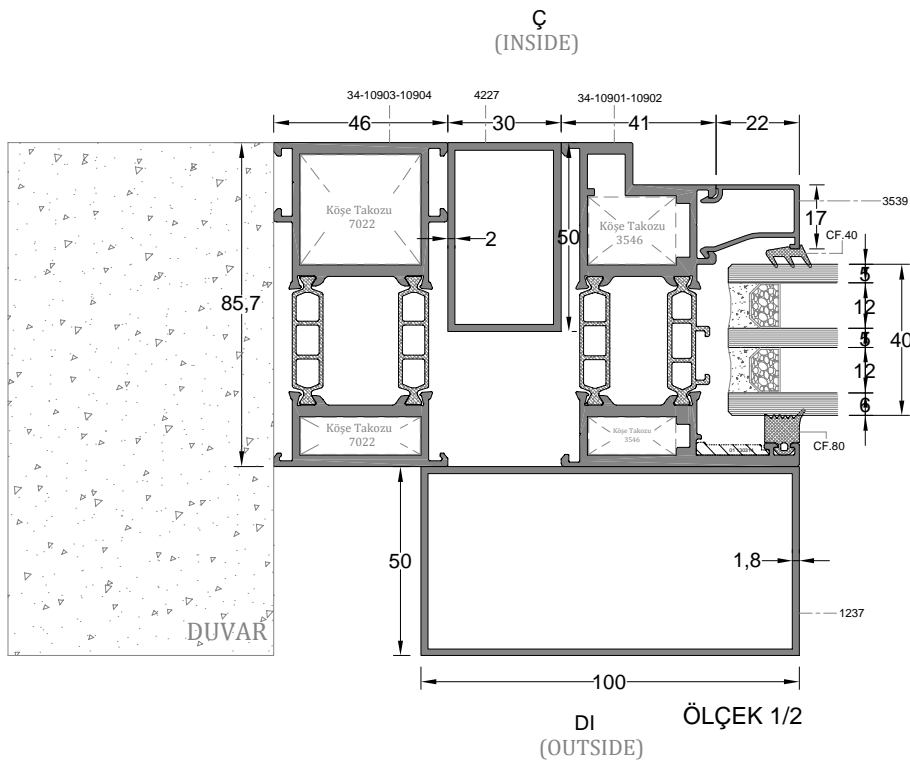 Ç
(INSIDE)
34-10903-10904
4227
34-10901-10902
46
30
41
22
3539
17
CF.40
Köşe Takozu
7022
2
50
Köşe Takozu
3546
85,7
5
12
5
40
12
6
Köşe Takozu
7022
Köşe Takozu
3546
CF.80
50
1,8
1237
DUVAR
100
DI
(OUTSIDE)
ÖLÇEK 1/2